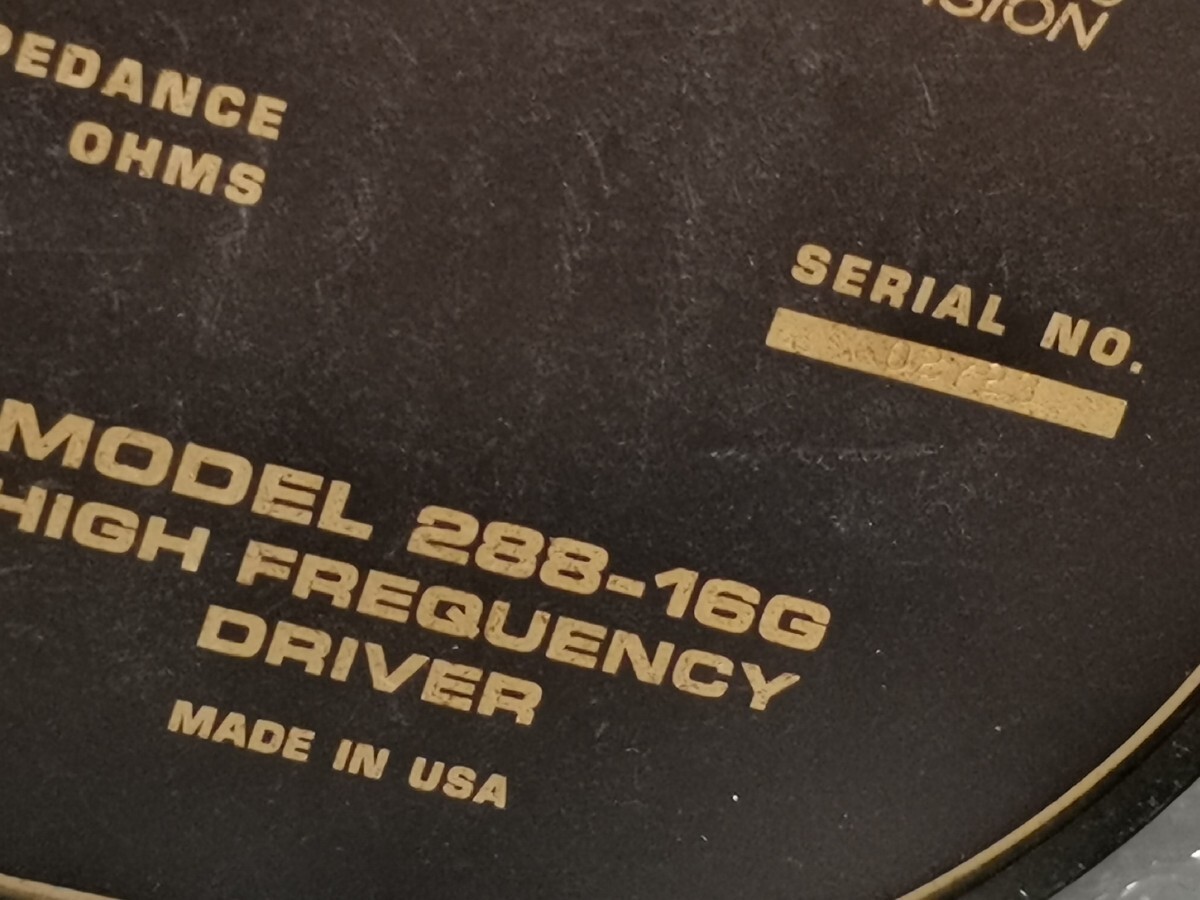 PEDANCE
OHMS
SERIAL NO.
MODEL 288-16G
HIGH FREQUENCY
DRIVER
MADE IN USA